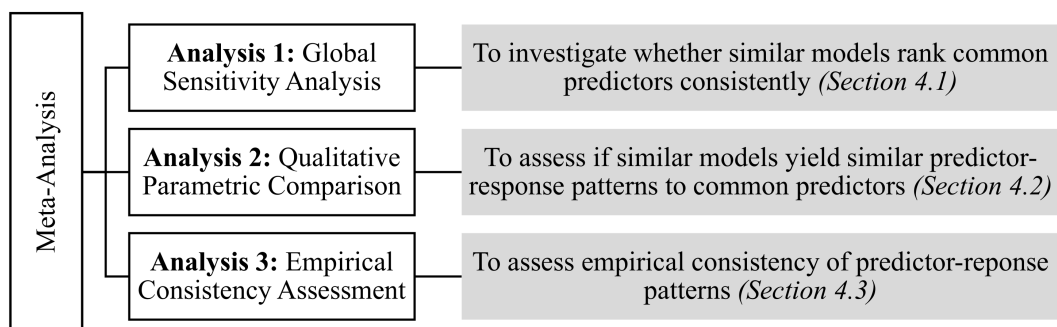 Meta-Analysis
Analysis 1: Global
Sensitivity Analysis
To investigate whether similar models rank common
predictors consistently (Section 4.1)
Analysis 2: Qualitative
Parametric Comparison
To assess if similar models yield similar predictor-
response patterns to common predictors (Section 4.2)
Analysis 3: Empirical
Consistency Assessment
To assess empirical consistency of predictor-reponse
patterns (Section 4.3)